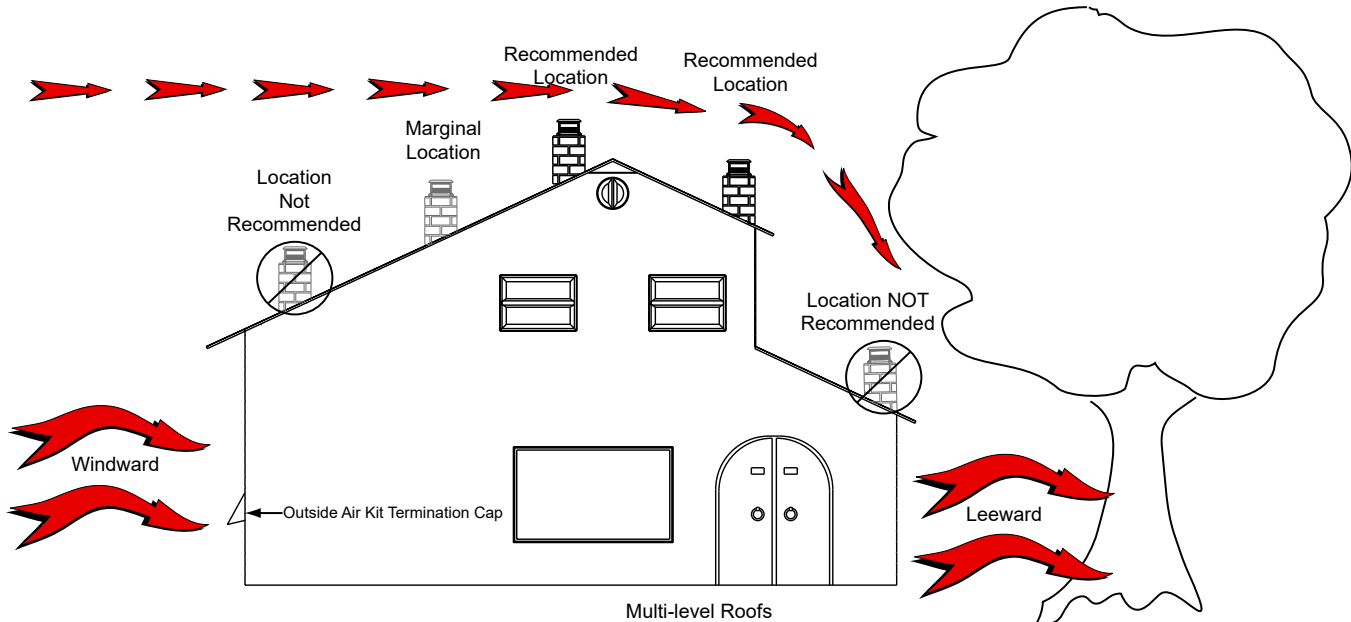 Recommended
Location
Recommended
Location
Marginal
Location
Location
Not
Recommended
Location NOT
Recommended
Windward
Outside Air Kit Termination Cap
Leeward
Multi-level Roofs